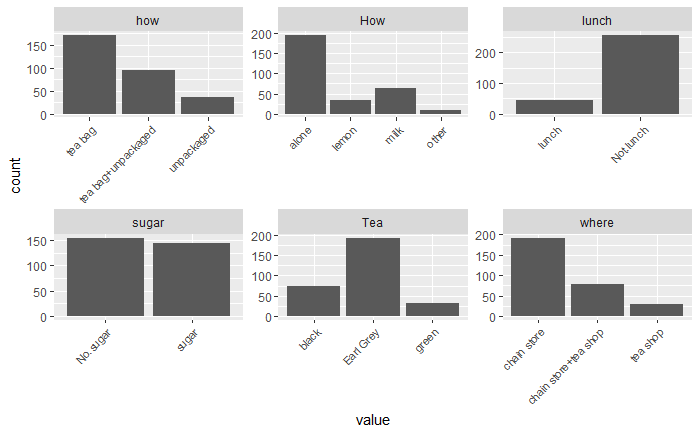 how
How
lunch
150
100
50
0
200
150
100
50
0
200
100
0
tea bag
tea bag+unpackaged
unpackaged
alone
lemon
milk
other
lunch
Not.lunch
count
sugar
Tea
where
150
100
50
0
200
150
100
50
0
200
150
100
50
0
No.sugar
sugar
black
Earl Grey
green
chain store
chain store+tea shop
tea shop
value